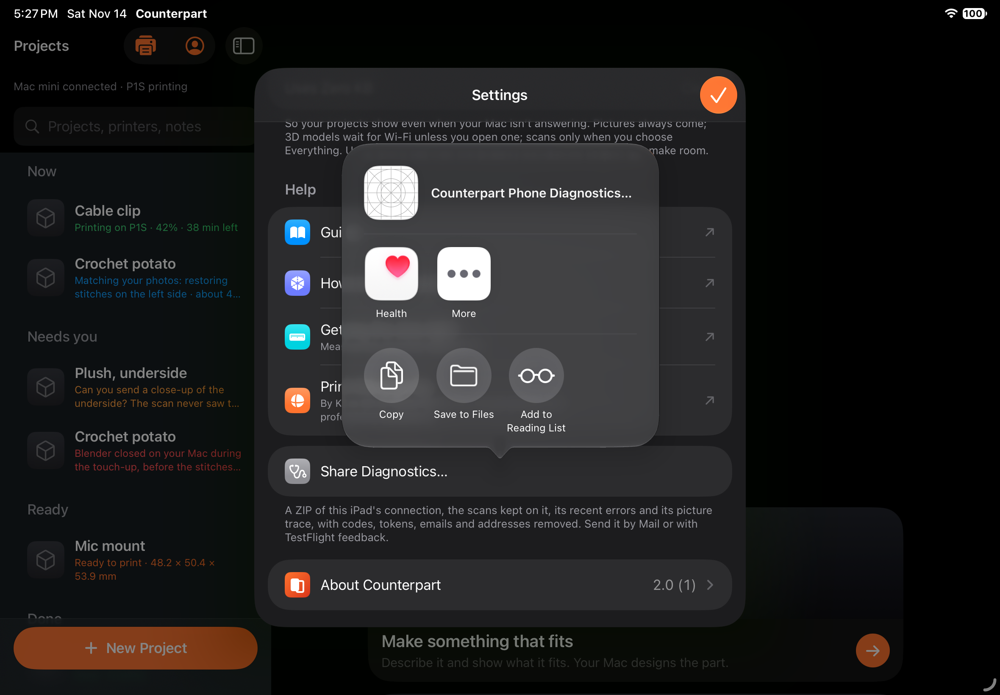 5:27 PM Sat Nov 14 Counterpart
100
Projects
Mac mini connected · P1S printing
Projects, printers, notes
Now
Cable clip
Printing on P1S · 42% · 38 min left
Crochet potato
Matching your photos: restoring
stitches on the left side · about 4...
Needs you
Plush, underside
Can you send a close-up of the
underside? The scan never saw t...
Crochet potato
Blender closed on your Mac during
the touch-up, before the stitches...
Ready
Mic mount
Ready to print · 48.2 × 50.4 ×
53.9 mm
Done
+ New Project
Settings
So your projects show even when your Mac isn't answering. Pictures always come;
3D models wait for Wi-Fi unless you open one; scans only when you choose
Everything.
make room.
Help
Counterpart Phone Diagnostics...
Health
More
Copy
Save to Files
Add to
Reading List
Share Diagnostics...
A ZIP of this iPad's connection, the scans kept on it, its recent errors and its picture
trace, with codes, tokens, emails and addresses removed. Send it by Mail or with
TestFlight feedback.
About Counterpart
2.0 (1)
Make something that fits
Describe it and show what it fits. Your Mac designs the part.